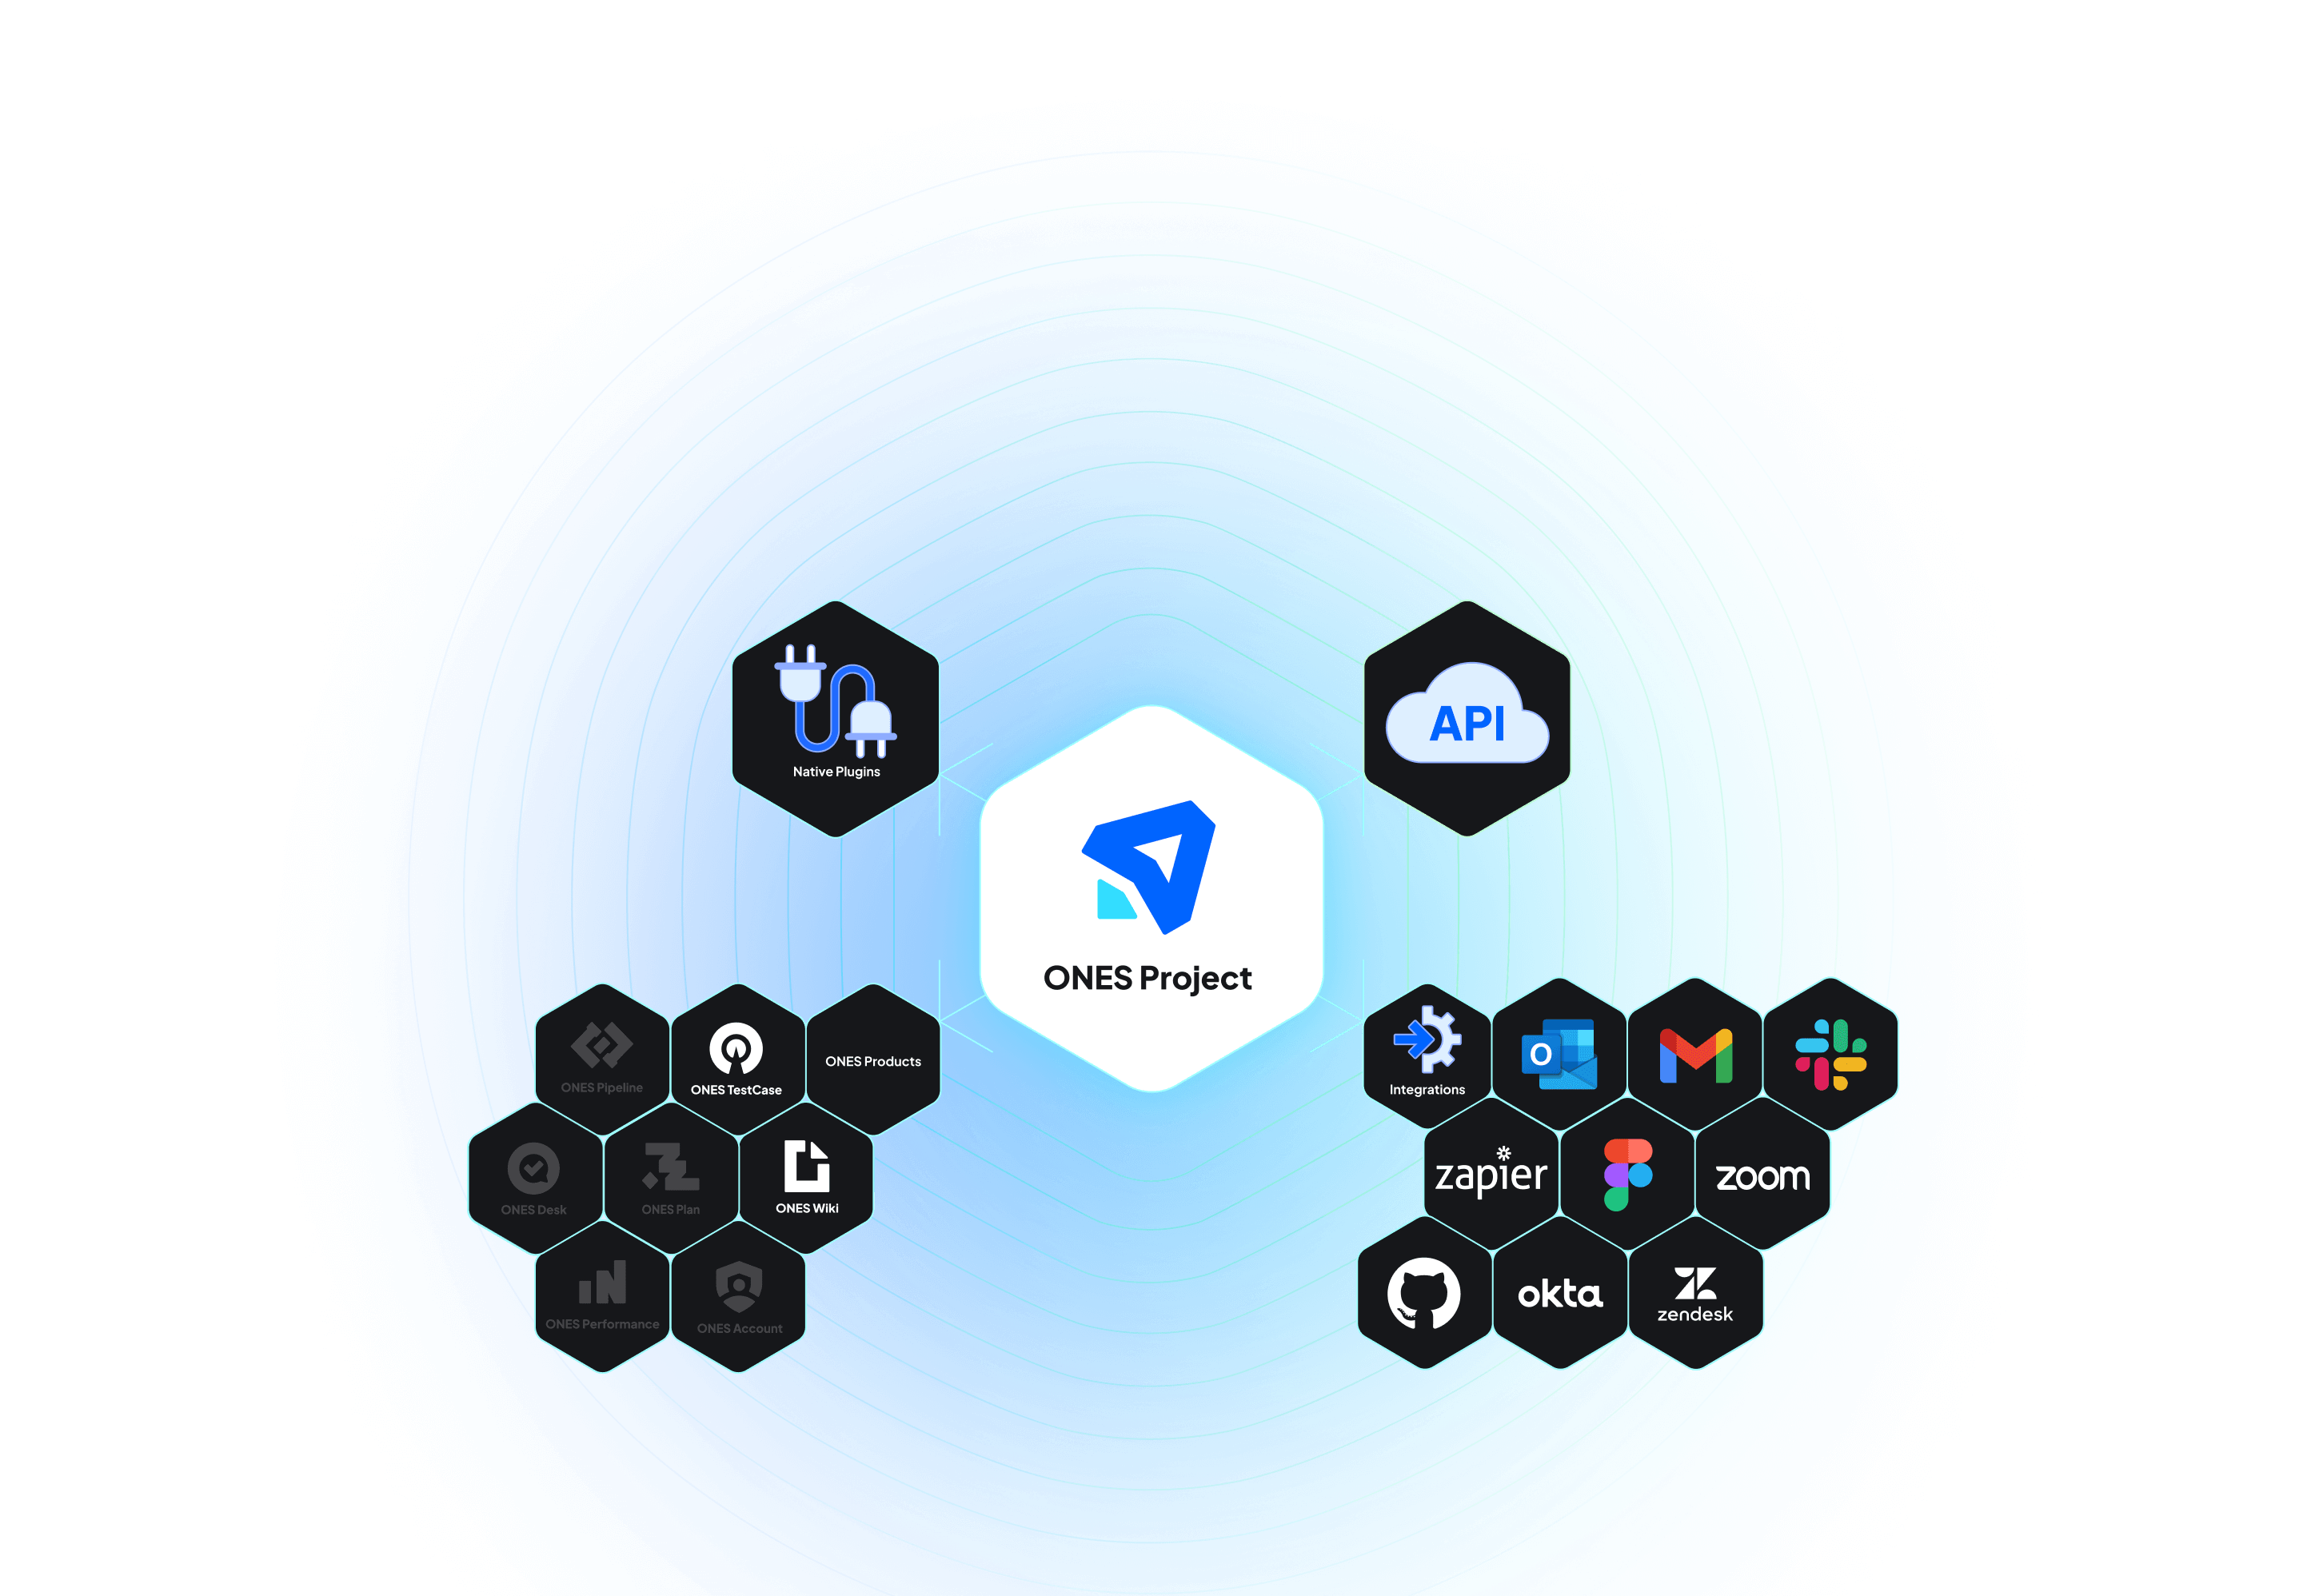 Native Plugins
API
ONES Project
ONES Pipeline
ONES TestCase
ONES Products
ONES Desk
ONES Plan
ONES Wiki
ONES Performance
ONES Account
Integrations
O
zapier
zoom
okta
zendesk